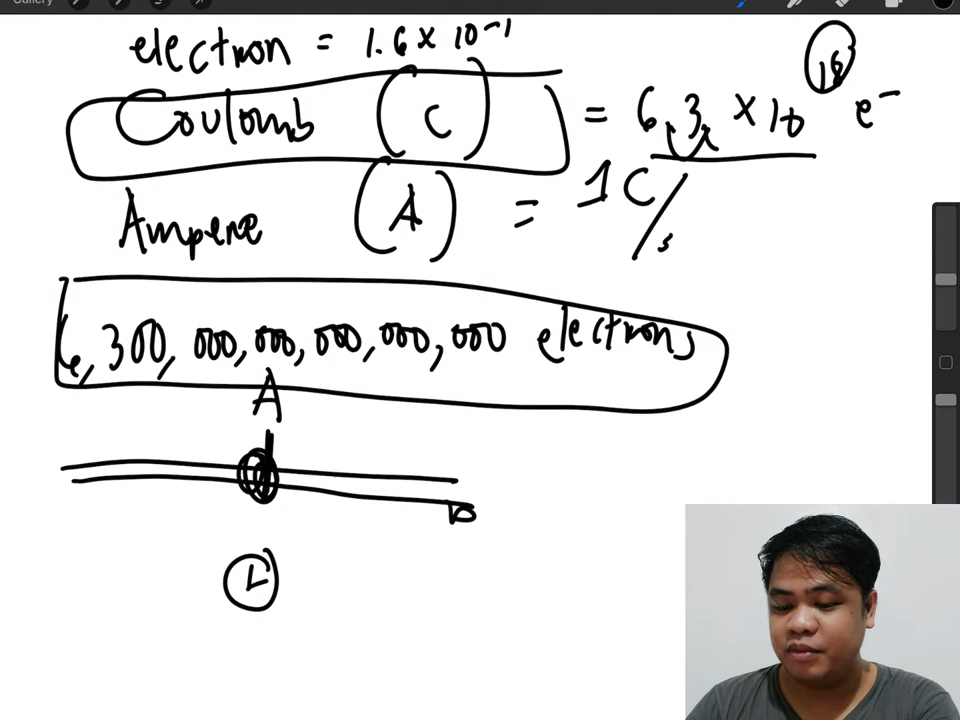 Gallery
electron = 1.6 × 10⁻¹
Coulomb (C) = 6.3 × 10¹⁸ e⁻
Ampere (A) = 1 C/s
6,300,000,000,000,000,000 electrons
A